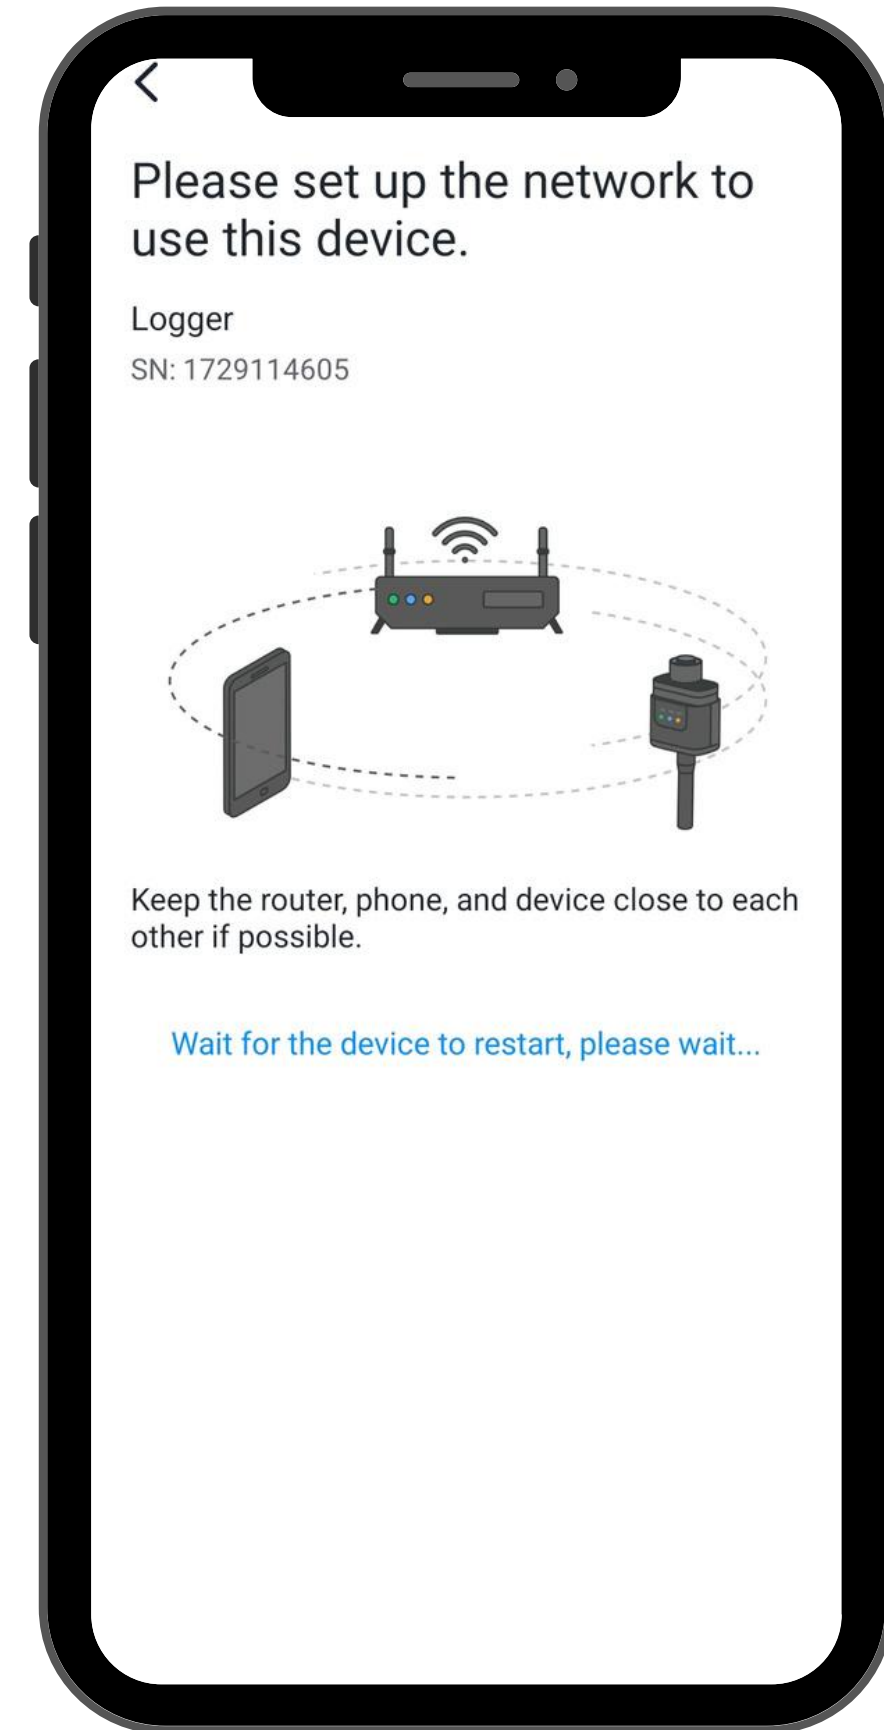 Please set up the network to
use this device.
Logger
SN: 1729114605
Keep the router, phone, and device close to each
other if possible.
Wait for the device to restart, please wait...